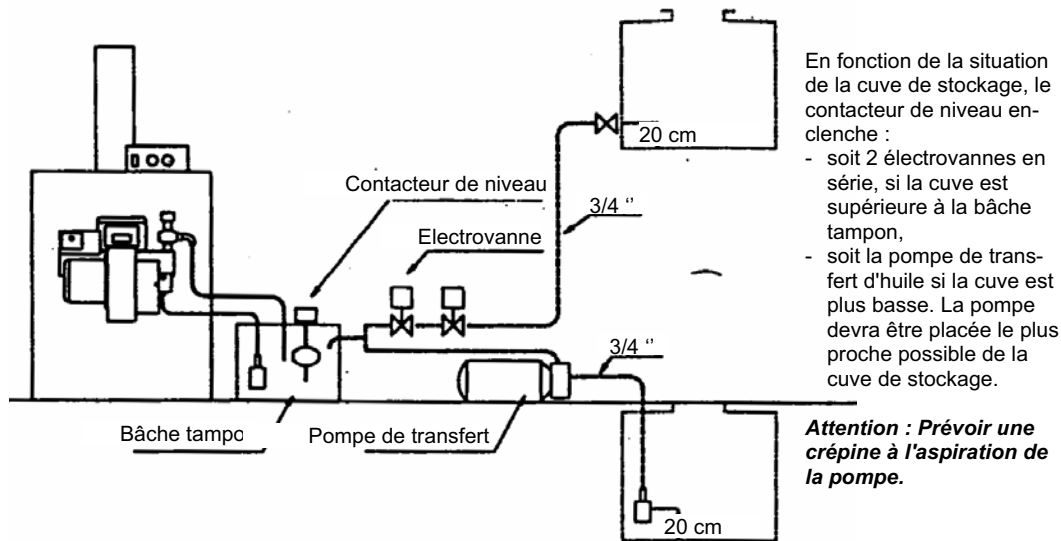 20 cm
Contacteur de niveau
3/4 ‘’
Electrovanne
3/4 ‘’
Bâche tampo
Pompe de transfert
20 cm
En fonction de la situation
de la cuve de stockage, le
contacteur de niveau en-
clenche :
- soit 2 électrovannes en
série, si la cuve est
supérieure à la bâche
tampon,
- soit la pompe de trans-
fert d'huile si la cuve est
plus basse. La pompe
devra être placée le plus
proche possible de la
cuve de stockage.
Attention : Prévoir une
crépine à l'aspiration de
la pompe.